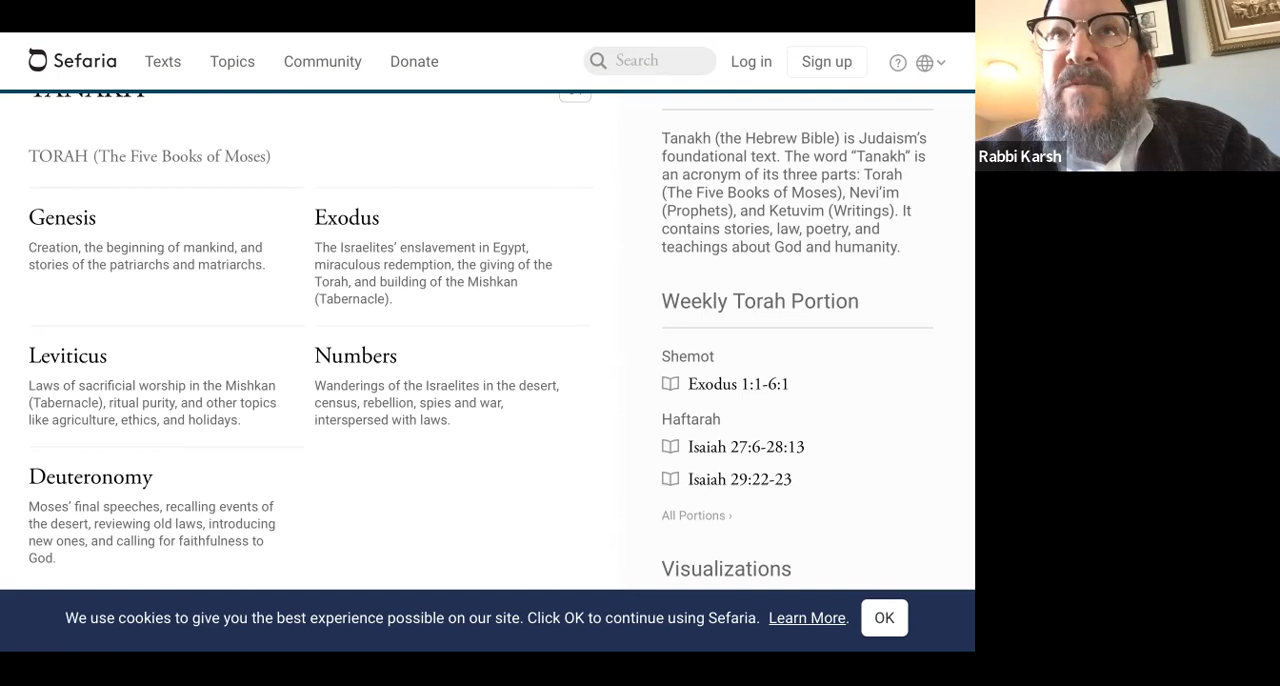 Sefaria Texts Topics Community Donate Search Log in Sign up
TANAKH
TORAH (The Five Books of Moses)
Genesis
Creation, the beginning of mankind, and
stories of the patriarchs and matriarchs.
Exodus
The Israelites’ enslavement in Egypt,
miraculous redemption, the giving of the
Torah, and building of the Mishkan
(Tabernacle).
Leviticus
Laws of sacrificial worship in the Mishkan
(Tabernacle), ritual purity, and other topics
like agriculture, ethics, and holidays.
Numbers
Wanderings of the Israelites in the desert,
census, rebellion, spies and war,
interspersed with laws.
Deuteronomy
Moses’ final speeches, recalling events of
the desert, reviewing old laws, introducing
new ones, and calling for faithfulness to
God.
Tanakh (the Hebrew Bible) is Judaism’s
foundational text. The word “Tanakh” is
an acronym of its three parts: Torah
(The Five Books of Moses), Nevi’im
(Prophets), and Ketuvim (Writings). It
contains stories, law, poetry, and
teachings about God and humanity.
Weekly Torah Portion
Shemot
Exodus 1:1-6:1
Haftarah
Isaiah 27:6-28:13
Isaiah 29:22-23
All Portions ›
Visualizations
We use cookies to give you the best experience possible on our site. Click OK to continue using Sefaria. Learn More. OK
Rabbi Karsh